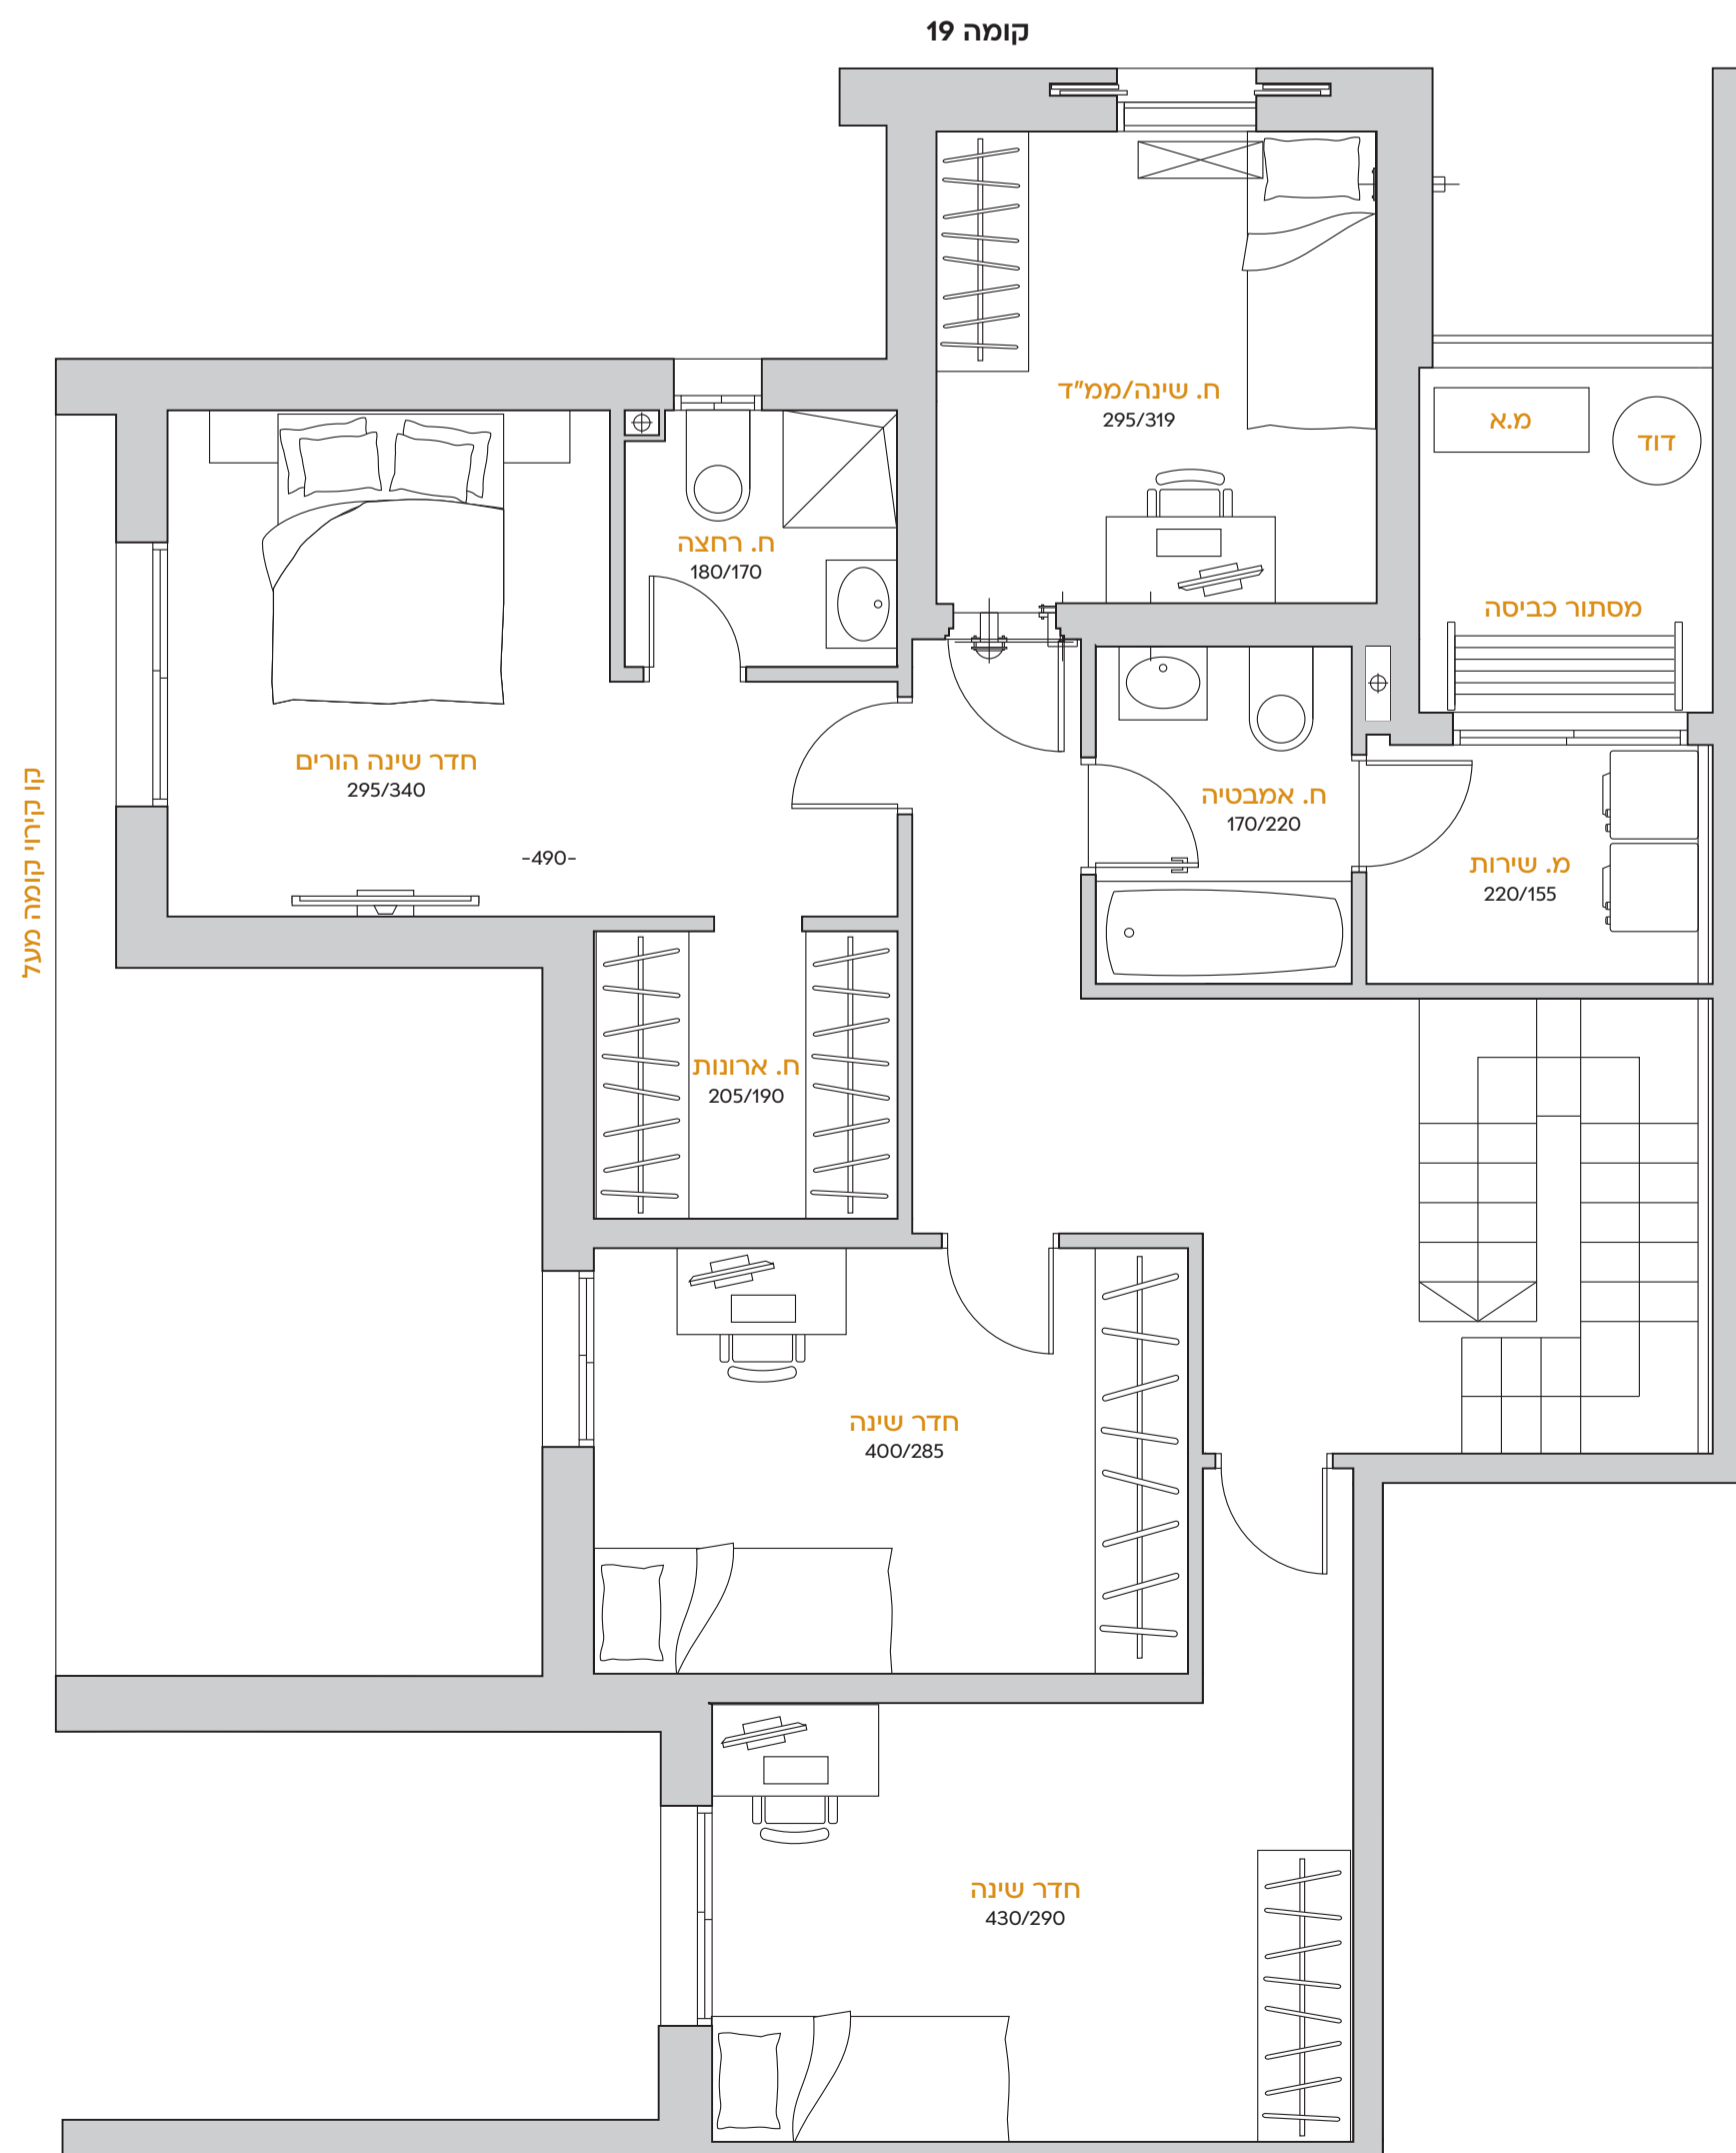 קומה 19
ח. שינה/ממ"ד
295/319
מ.א
דוד
מסתור כביסה
ח. רחצה
180/170
חדר שינה הורים
295/340
-490-
ח. אמבטיה
170/220
מ. שירות
220/155
קו קירוי קומה מעל
ח. ארונות
205/190
חדר שינה
400/285
חדר שינה
430/290